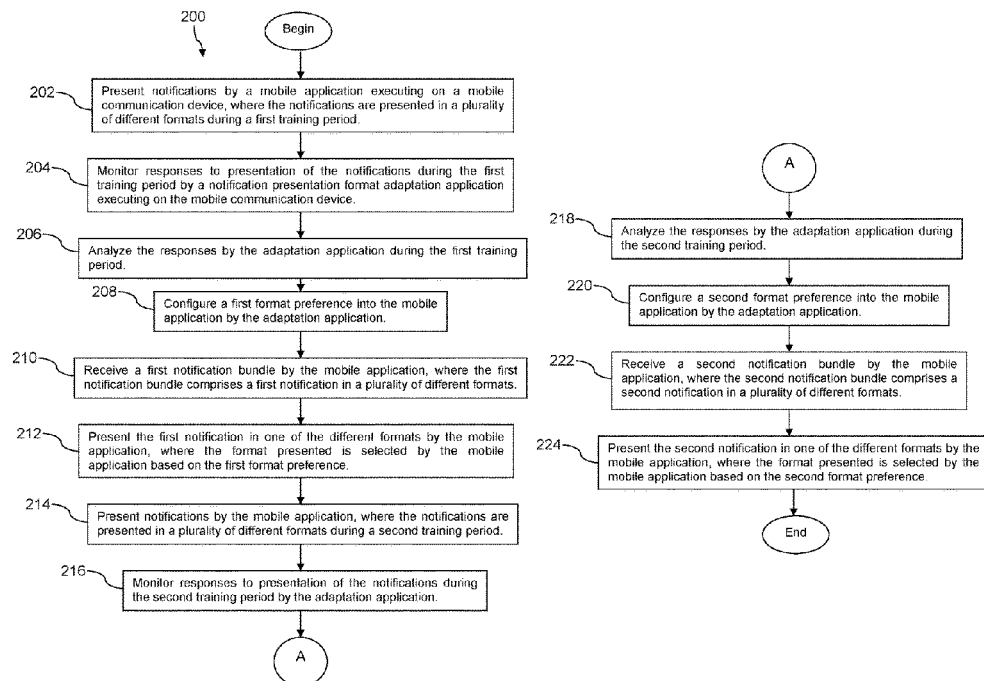 200
Begin
202
Present notifications by a mobile application executing on a mobile
communication device, where the notifications are presented in a plurality
of different formats during a first training period.
204
Monitor responses to presentation of the notifications during the first
training period by a notification presentation format adaptation application
executing on the mobile communication device.
206
Analyze the responses by the adaptation application during the first training
period.
208
Configure a first format preference into the mobile
application by the adaptation application.
210
Receive a first notification bundle by the mobile application, where the
first notification bundle comprises a first notification in a plurality of
different formats.
212
Present the first notification in one of the different formats by the mobile
application, where the format presented is selected by the mobile
application based on the first format preference.
214
Present notifications by the mobile application, where the notifications are
presented in a plurality of different formats during a second training period.
216
Monitor responses to presentation of the notifications during
the second training period by the adaptation application.
A
A
218
Analyze the responses by the adaptation application during
the second training period.
220
Configure a second format preference into the mobile
application by the adaptation application.
222
Receive a second notification bundle by the mobile
application, where the second notification bundle comprises a
second notification in a plurality of different formats.
224
Present the second notification in one of the different formats by the
mobile application, where the format presented is selected by the
mobile application based on the second format preference.
End